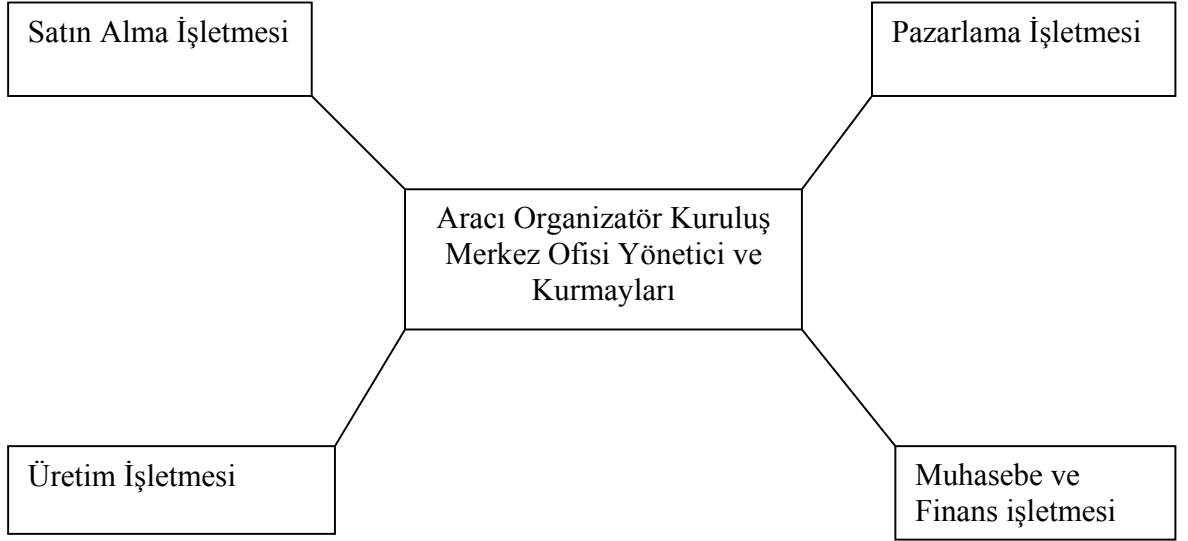 Satın Alma İşletmesi
Pazarlama İşletmesi
Aracı Organizatör Kuruluş
Merkez Ofisi Yönetici ve
Kurmayları
Üretim İşletmesi
Muhasebe ve
Finans işletmesi